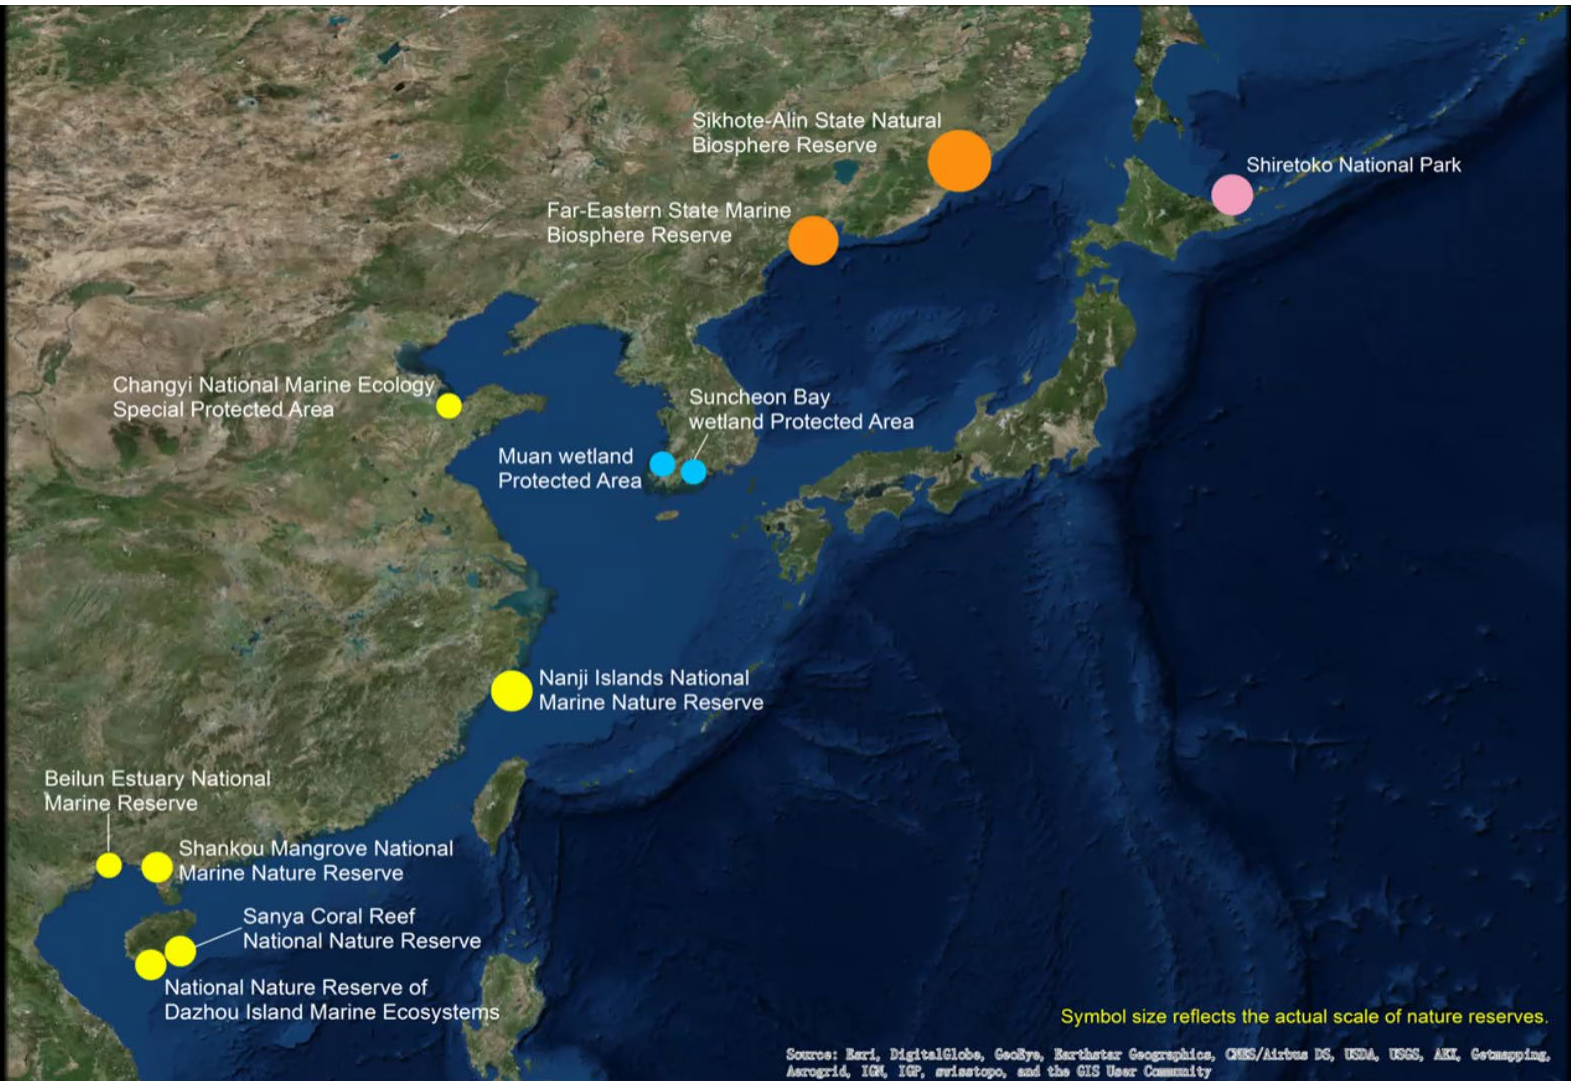 Sikhote-Alin State Natural
Biosphere Reserve
Shiretoko National Park
Far-Eastern State Marine
Biosphere Reserve
Changyi National Marine Ecology
Special Protected Area
Suncheon Bay
wetland Protected Area
Muan wetland
Protected Area
Nanji Islands National
Marine Nature Reserve
Beilun Estuary National
Marine Reserve
Shankou Mangrove National
Marine Nature Reserve
Sanya Coral Reef
National Nature Reserve
National Nature Reserve of
Dazhou Island Marine Ecosystems
Symbol size reflects the actual scale of nature reserves.
Source: Esri, DigitalGlobe, GeoEye, Earthstar Geographics, CNES/Airbus DS, USDA, USGS, AEX, Getmapping,
Aerogrid, IGN, IGP, swisstopo, and the GIS User Community